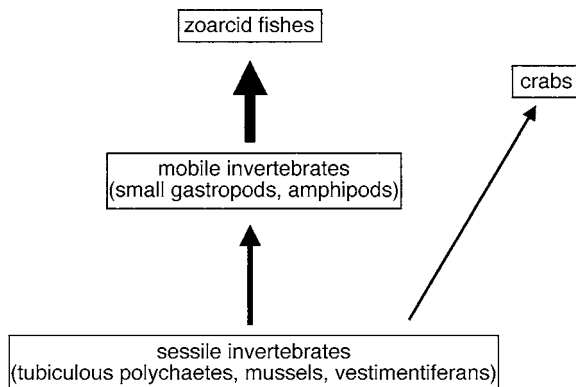 zoarcid fishes
crabs
mobile invertebrates
(small gastropods, amphipods)
sessile invertebrates
(tubiculous polychaetes, mussels, vestimentiferans)